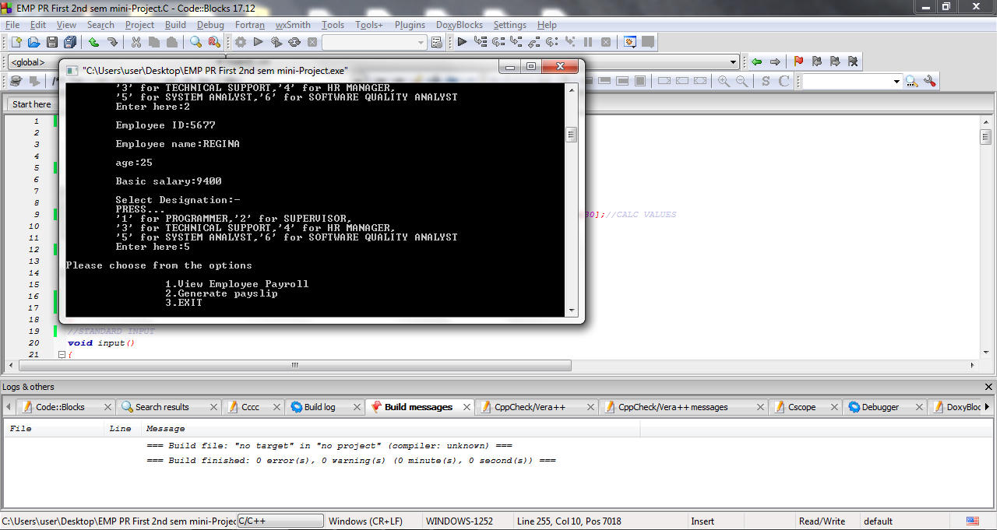 EMP PR First 2nd sem mini-Project.C - Code::Blocks 17.12
File Edit View Search Project Build Debug Fortran wxSmith Tools Tools+ Plugins DoxyBlocks Settings Help
<global>
"C:\Users\user\Desktop\EMP PR First 2nd sem mini-Project.exe"
'3' for TECHNICAL SUPPORT,'4' for HR MANAGER,
'5' for SYSTEM ANALYST,'6' for SOFTWARE QUALITY ANALYST
Enter here:2
Employee ID:5677
Employee name:REGINA
age:25
Basic salary:9400
Select Designation:-
PRESS...
'1' for PROGRAMMER,'2' for SUPERVISOR,
'3' for TECHNICAL SUPPORT,'4' for HR MANAGER,
'5' for SYSTEM ANALYST,'6' for SOFTWARE QUALITY ANALYST
Enter here:5
Please choose from the options
1.View Employee Payroll
2.Generate payslip
3.EXIT
S C
Start here
1
2
3
4
5
6
7
8
9 30];//CALC VALUES
10
11
12
13
14
15
16
17
18
19 //STANDARD INPUT
20 void input()
21 {
Logs & others
Code::Blocks Search results Cccc Build log Build messages CppCheck/Vera++ CppCheck/Vera++ messages Cscope Debugger DoxyBloc
File Line Message
=== Build file: "no target" in "no project" (compiler: unknown) ===
=== Build finished: 0 error(s), 0 warning(s) (0 minute(s), 0 second(s)) ===
C:\Users\user\Desktop\EMP PR First 2nd sem mini-Projec C/C++ Windows (CR+LF) WINDOWS-1252 Line 255, Col 10, Pos 7018 Insert Read/Write default